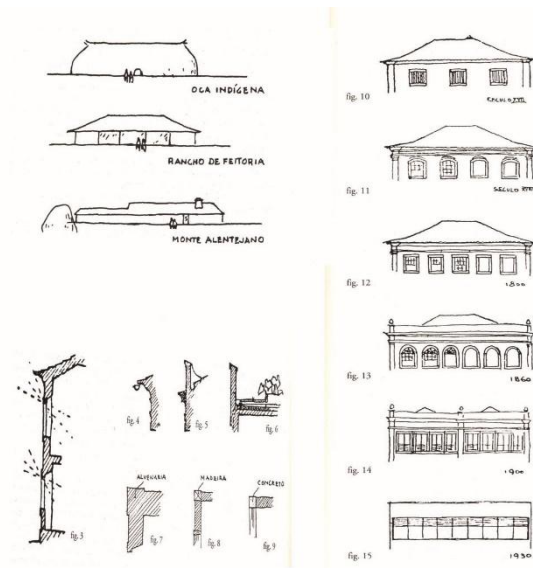 OCA INDÍGENA
RANCHO DE FEITORIA
MONTE ALENTEJANO
fig. 3
fig. 4
fig. 5
fig. 6
ALVENARIA
fig. 7
MADEIRA
fig. 8
CONCRETO
fig. 9
fig. 10
fig. 11
SÉCULO
fig. 12
1800
fig. 13
1860
fig. 14
1900
fig. 15
1930